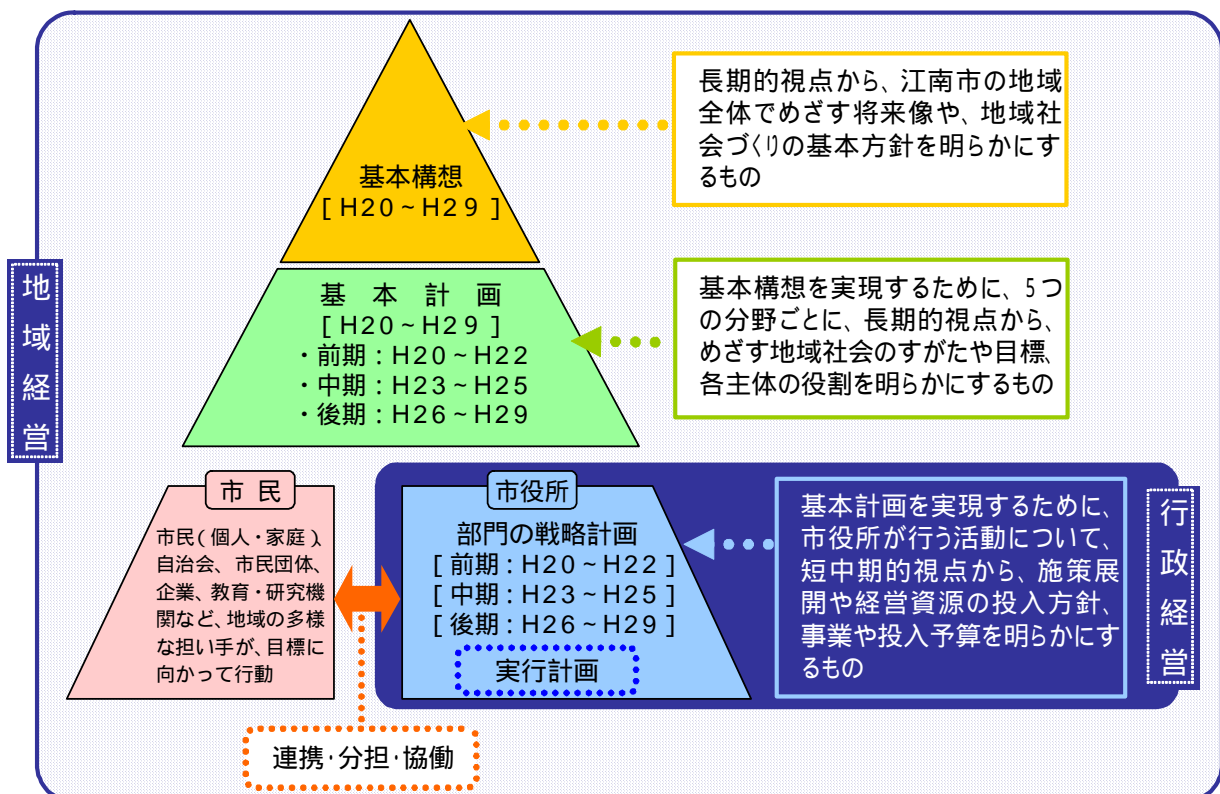 長期的視点から、江南市の地域
全体でめざす将来像や、地域社
会づくりの基本方針を明らかにす
るもの
基本構想
[ H20～H29 ]
地域経営
基本計画
[ H20～H29 ]
・前期：H20～H22
・中期：H23～H25
・後期：H26～H29
基本構想を実現するために、5つ
の分野ごとに、長期的視点から、
めざす地域社会のすがたや目標、
各主体の役割を明らかにするもの
市民
市民(個人・家庭)、
自治会、市民団体、
企業、教育・研究機
関など、地域の多様
な担い手が、目標に
向かって行動
市役所
部門の戦略計画
[ 前期：H20～H22 ]
[ 中期：H23～H25 ]
[ 後期：H26～H29 ]
実行計画
基本計画を実現するために、
市役所が行う活動について、
短中期的視点から、施策展
開や経営資源の投入方針、
事業や投入予算を明らかにす
るもの
行政経営
連携・分担・協働